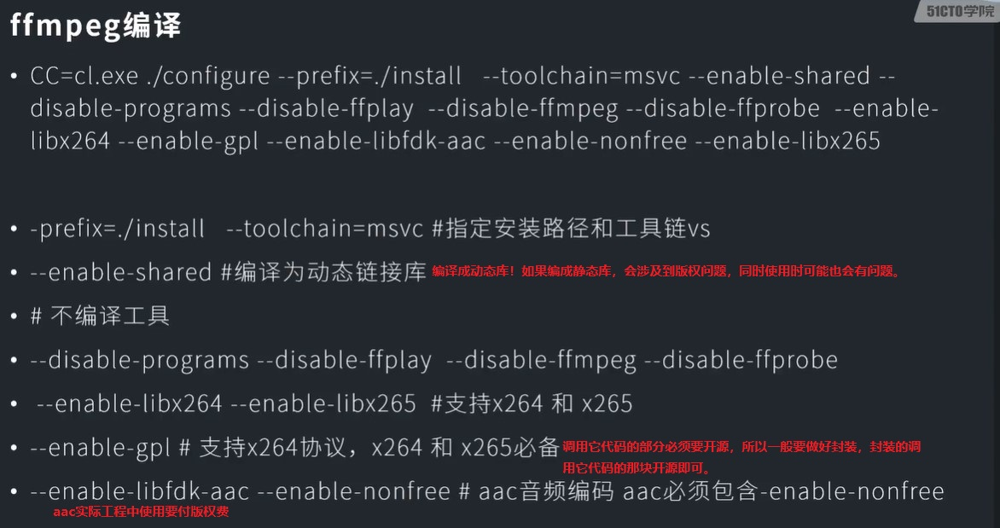 51CTO学院
ffmpeg编译
• CC=cl.exe ./configure --prefix=./install --toolchain=msvc --enable-shared --
disable-programs --disable-ffplay --disable-ffmpeg --disable-ffprobe --enable-
libx264 --enable-gpl --enable-libfdk-aac --enable-nonfree --enable-libx265
• -prefix=./install --toolchain=msvc #指定安装路径和工具链vs
• --enable-shared #编译为动态链接库 编译成动态库！如果编成静态库，会涉及到版权问题，同时使用时可能也会有问题。
• # 不编译工具
• --disable-programs --disable-ffplay --disable-ffmpeg --disable-ffprobe
• --enable-libx264 --enable-libx265 #支持x264 和 x265
• --enable-gpl # 支持x264协议，x264 和 x265必备 调用它代码的部分必须要开源，所以一般要做好封装，封装的调
用它代码的那块开源即可。
• --enable-libfdk-aac --enable-nonfree # aac音频编码 aac必须包含-enable-nonfree
aac实际工程中使用要付版权费